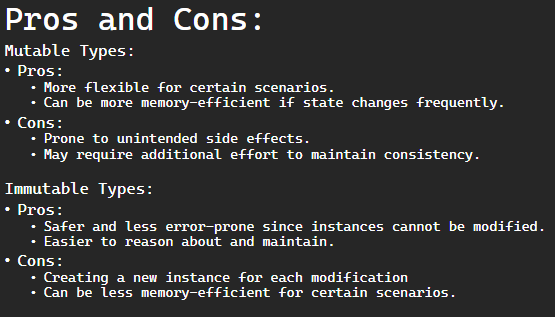 Pros and Cons:
Mutable Types:
• Pros:
• More flexible for certain scenarios.
• Can be more memory-efficient if state changes frequently.
• Cons:
• Prone to unintended side effects.
• May require additional effort to maintain consistency.
Immutable Types:
• Pros:
• Safer and less error-prone since instances cannot be modified.
• Easier to reason about and maintain.
• Cons:
• Creating a new instance for each modification
• Can be less memory-efficient for certain scenarios.